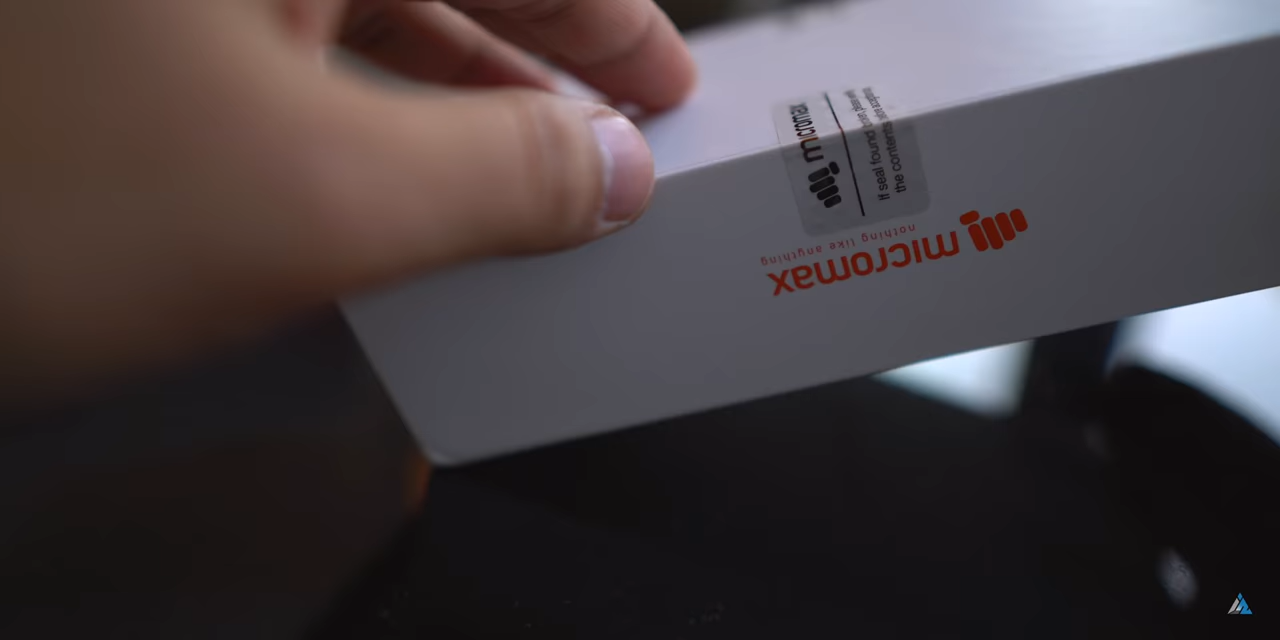 micromax
If seal found
the contents
micromax
nothing like anything